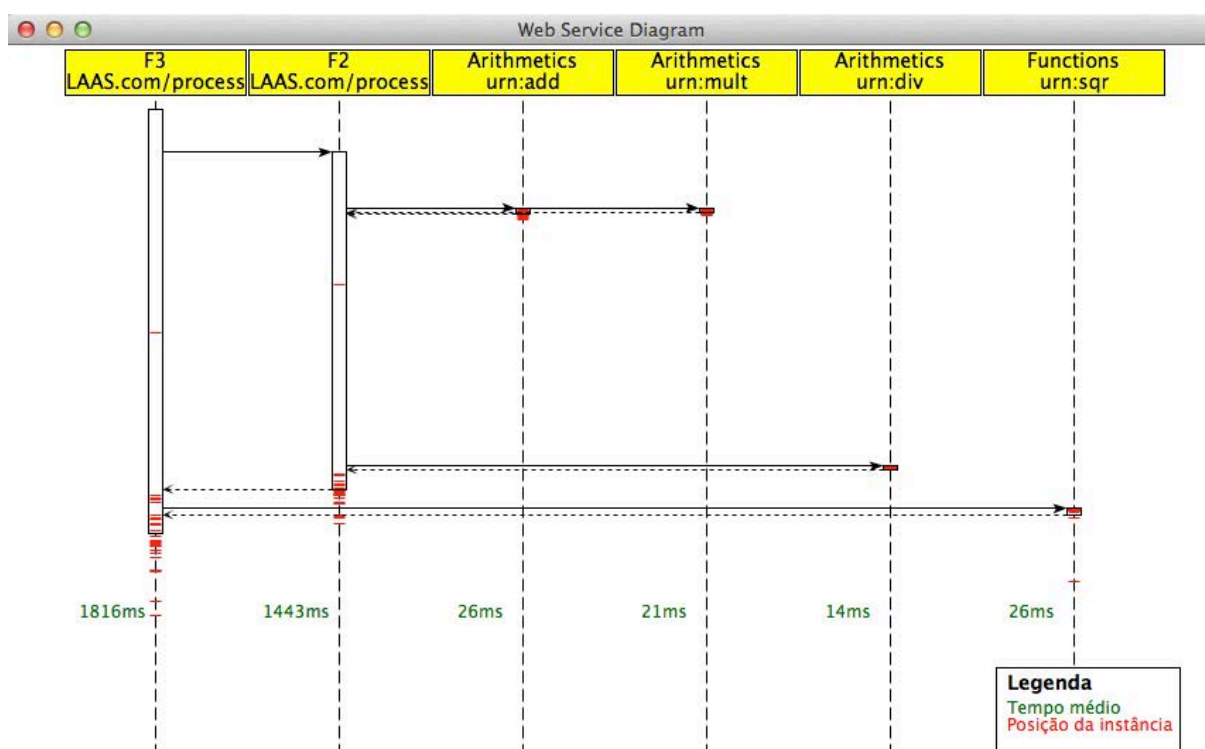 Web Service Diagram
F3
LAAS.com/process
F2
LAAS.com/process
Arithmetics
urn:add
Arithmetics
urn:mult
Arithmetics
urn:div
Functions
urn:sqr
1816ms
1443ms
26ms
21ms
14ms
26ms
Legenda
Tempo médio
Posição da instância